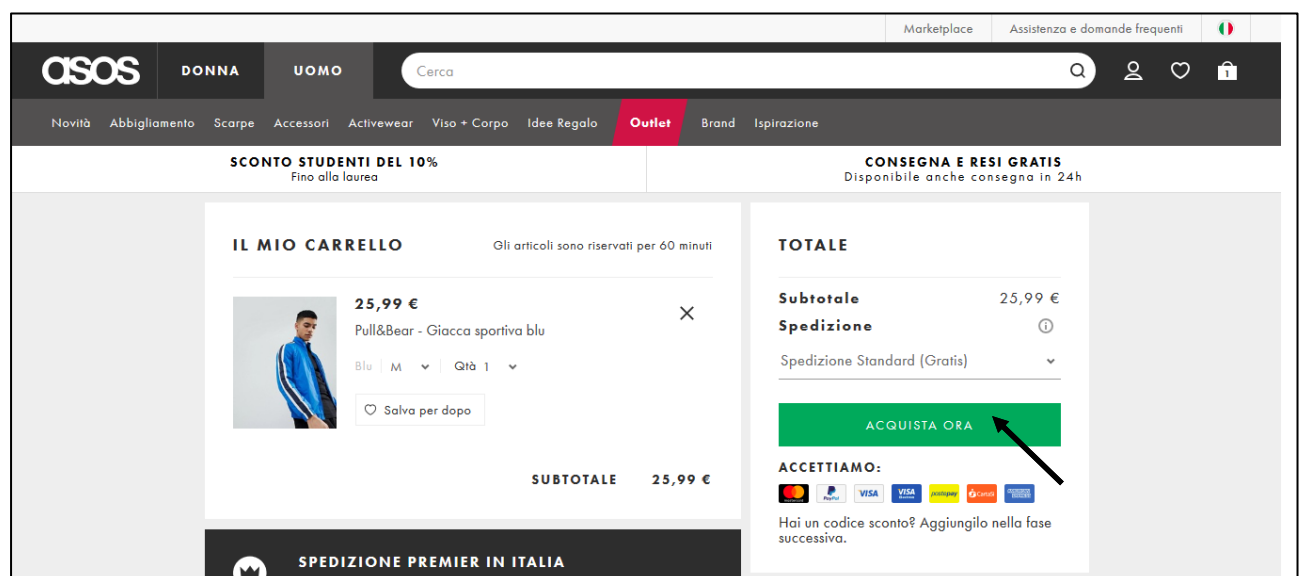 Marketplace
Assistenza e domande frequenti
asos
DONNA
UOMO
Cerca
1
Novità
Abbigliamento
Scarpe
Accessori
Activewear
Viso + Corpo
Idee Regalo
Outlet
Brand
Ispirazione
SCONTO STUDENTI DEL 10%
Fino alla laurea
CONSEGNA E RESI GRATIS
Disponibile anche consegna in 24h
IL MIO CARRELLO
Gli articoli sono riservati per 60 minuti
25,99 €
Pull&Bear - Giacca sportiva blu
Blu M Qtà 1
Salva per dopo
SUBTOTALE 25,99 €
SPEDIZIONE PREMIER IN ITALIA
TOTALE
Subtotale 25,99 €
Spedizione
Spedizione Standard (Gratis)
ACQUISTA ORA
ACCETTIAMO:
PayPal
VISA
VISA
postepay
Hai un codice sconto? Aggiungilo nella fase
successiva.